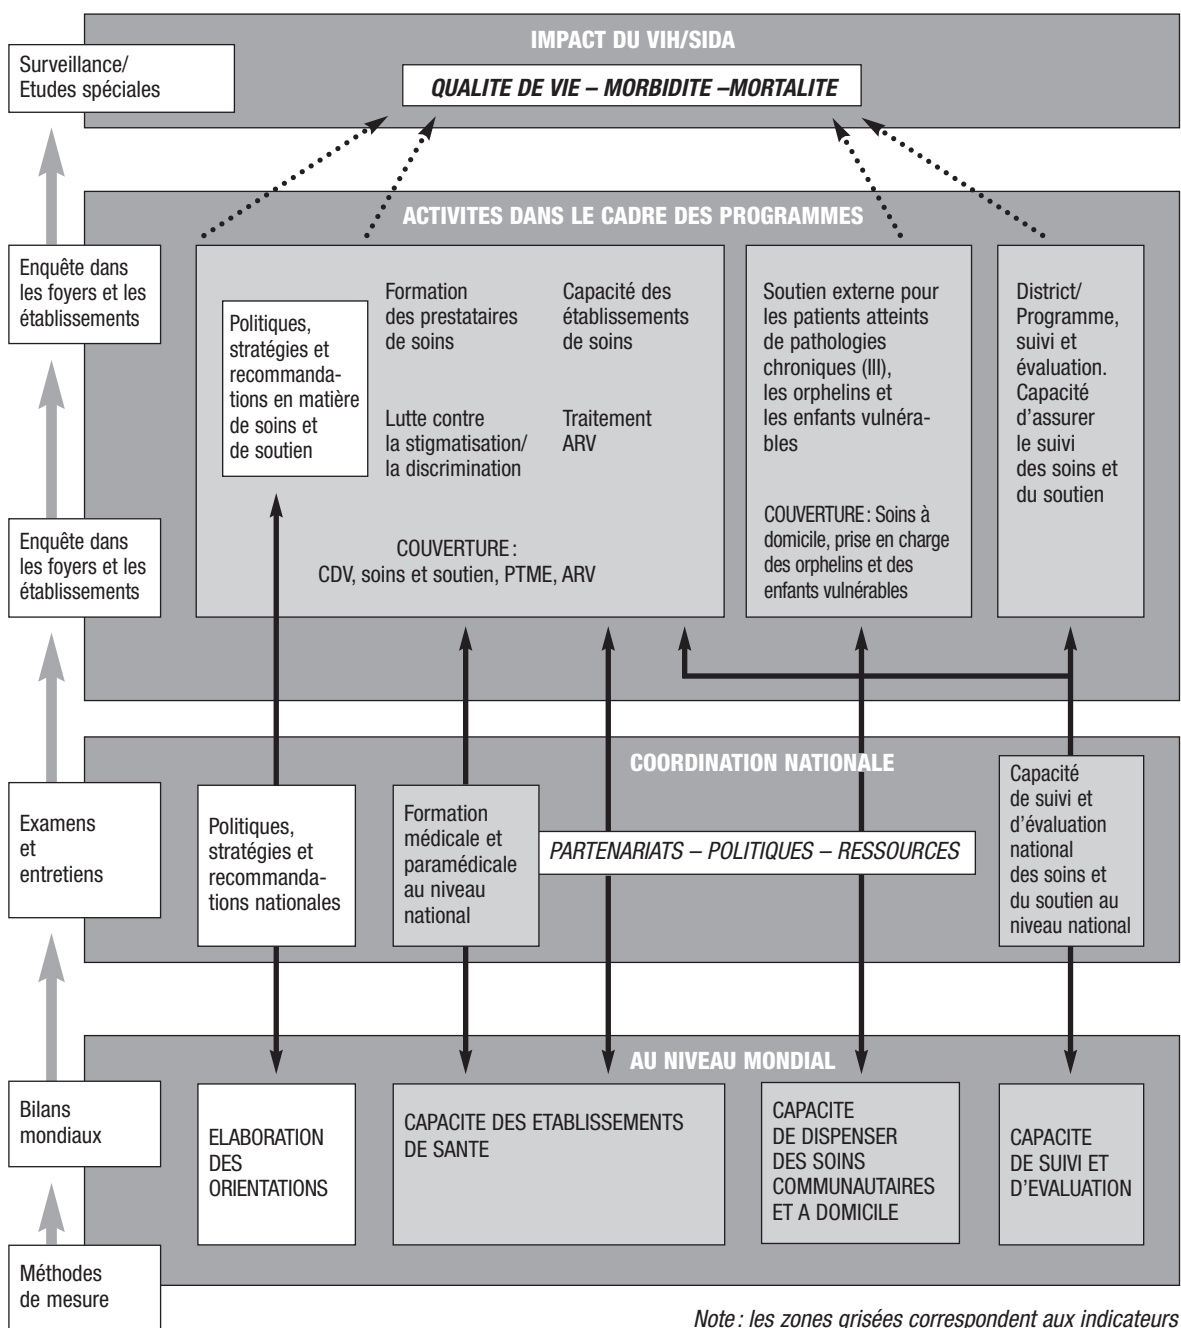 IMPACT DU VIH/SIDA
Surveillance/
Etudes spéciales
QUALITE DE VIE – MORBIDITE –MORTALITE
ACTIVITES DANS LE CADRE DES PROGRAMMES
Enquête dans
les foyers et les
établissements
Politiques,
stratégies et
recommanda-
tions en matière
de soins et
de soutien
Formation
des prestataires
de soins
Capacité des
établissements
de soins
Lutte contre
la stigmatisation/
la discrimination
Traitement
ARV
COUVERTURE :
CDV, soins et soutien, PTME, ARV
Soutien externe pour
les patients atteints
de pathologies
chroniques (III),
les orphelins et
les enfants vulnéra-
bles
COUVERTURE : Soins à
domicile, prise en charge
des orphelins et des
enfants vulnérables
District/
Programme,
suivi et
évaluation.
Capacité
d'assurer
le suivi
des soins et
du soutien
Enquête dans
les foyers et les
établissements
COORDINATION NATIONALE
Examens
et
entretiens
Politiques,
stratégies et
recommanda-
tions nationales
Formation
médicale et
paramédicale
au niveau
national
PARTENARIATS – POLITIQUES – RESSOURCES
Capacité
de suivi et
d'évaluation
national
des soins et
du soutien au
niveau national
AU NIVEAU MONDIAL
Bilans
mondiaux
ELABORATION
DES
ORIENTATIONS
CAPACITE DES ETABLISSEMENTS
DE SANTE
CAPACITE
DE DISPENSER
DES SOINS
COMMUNAUTAIRES
ET A DOMICILE
CAPACITE
DE SUIVI ET
D'EVALUATION
Méthodes
de mesure
Note : les zones grisées correspondent aux indicateurs